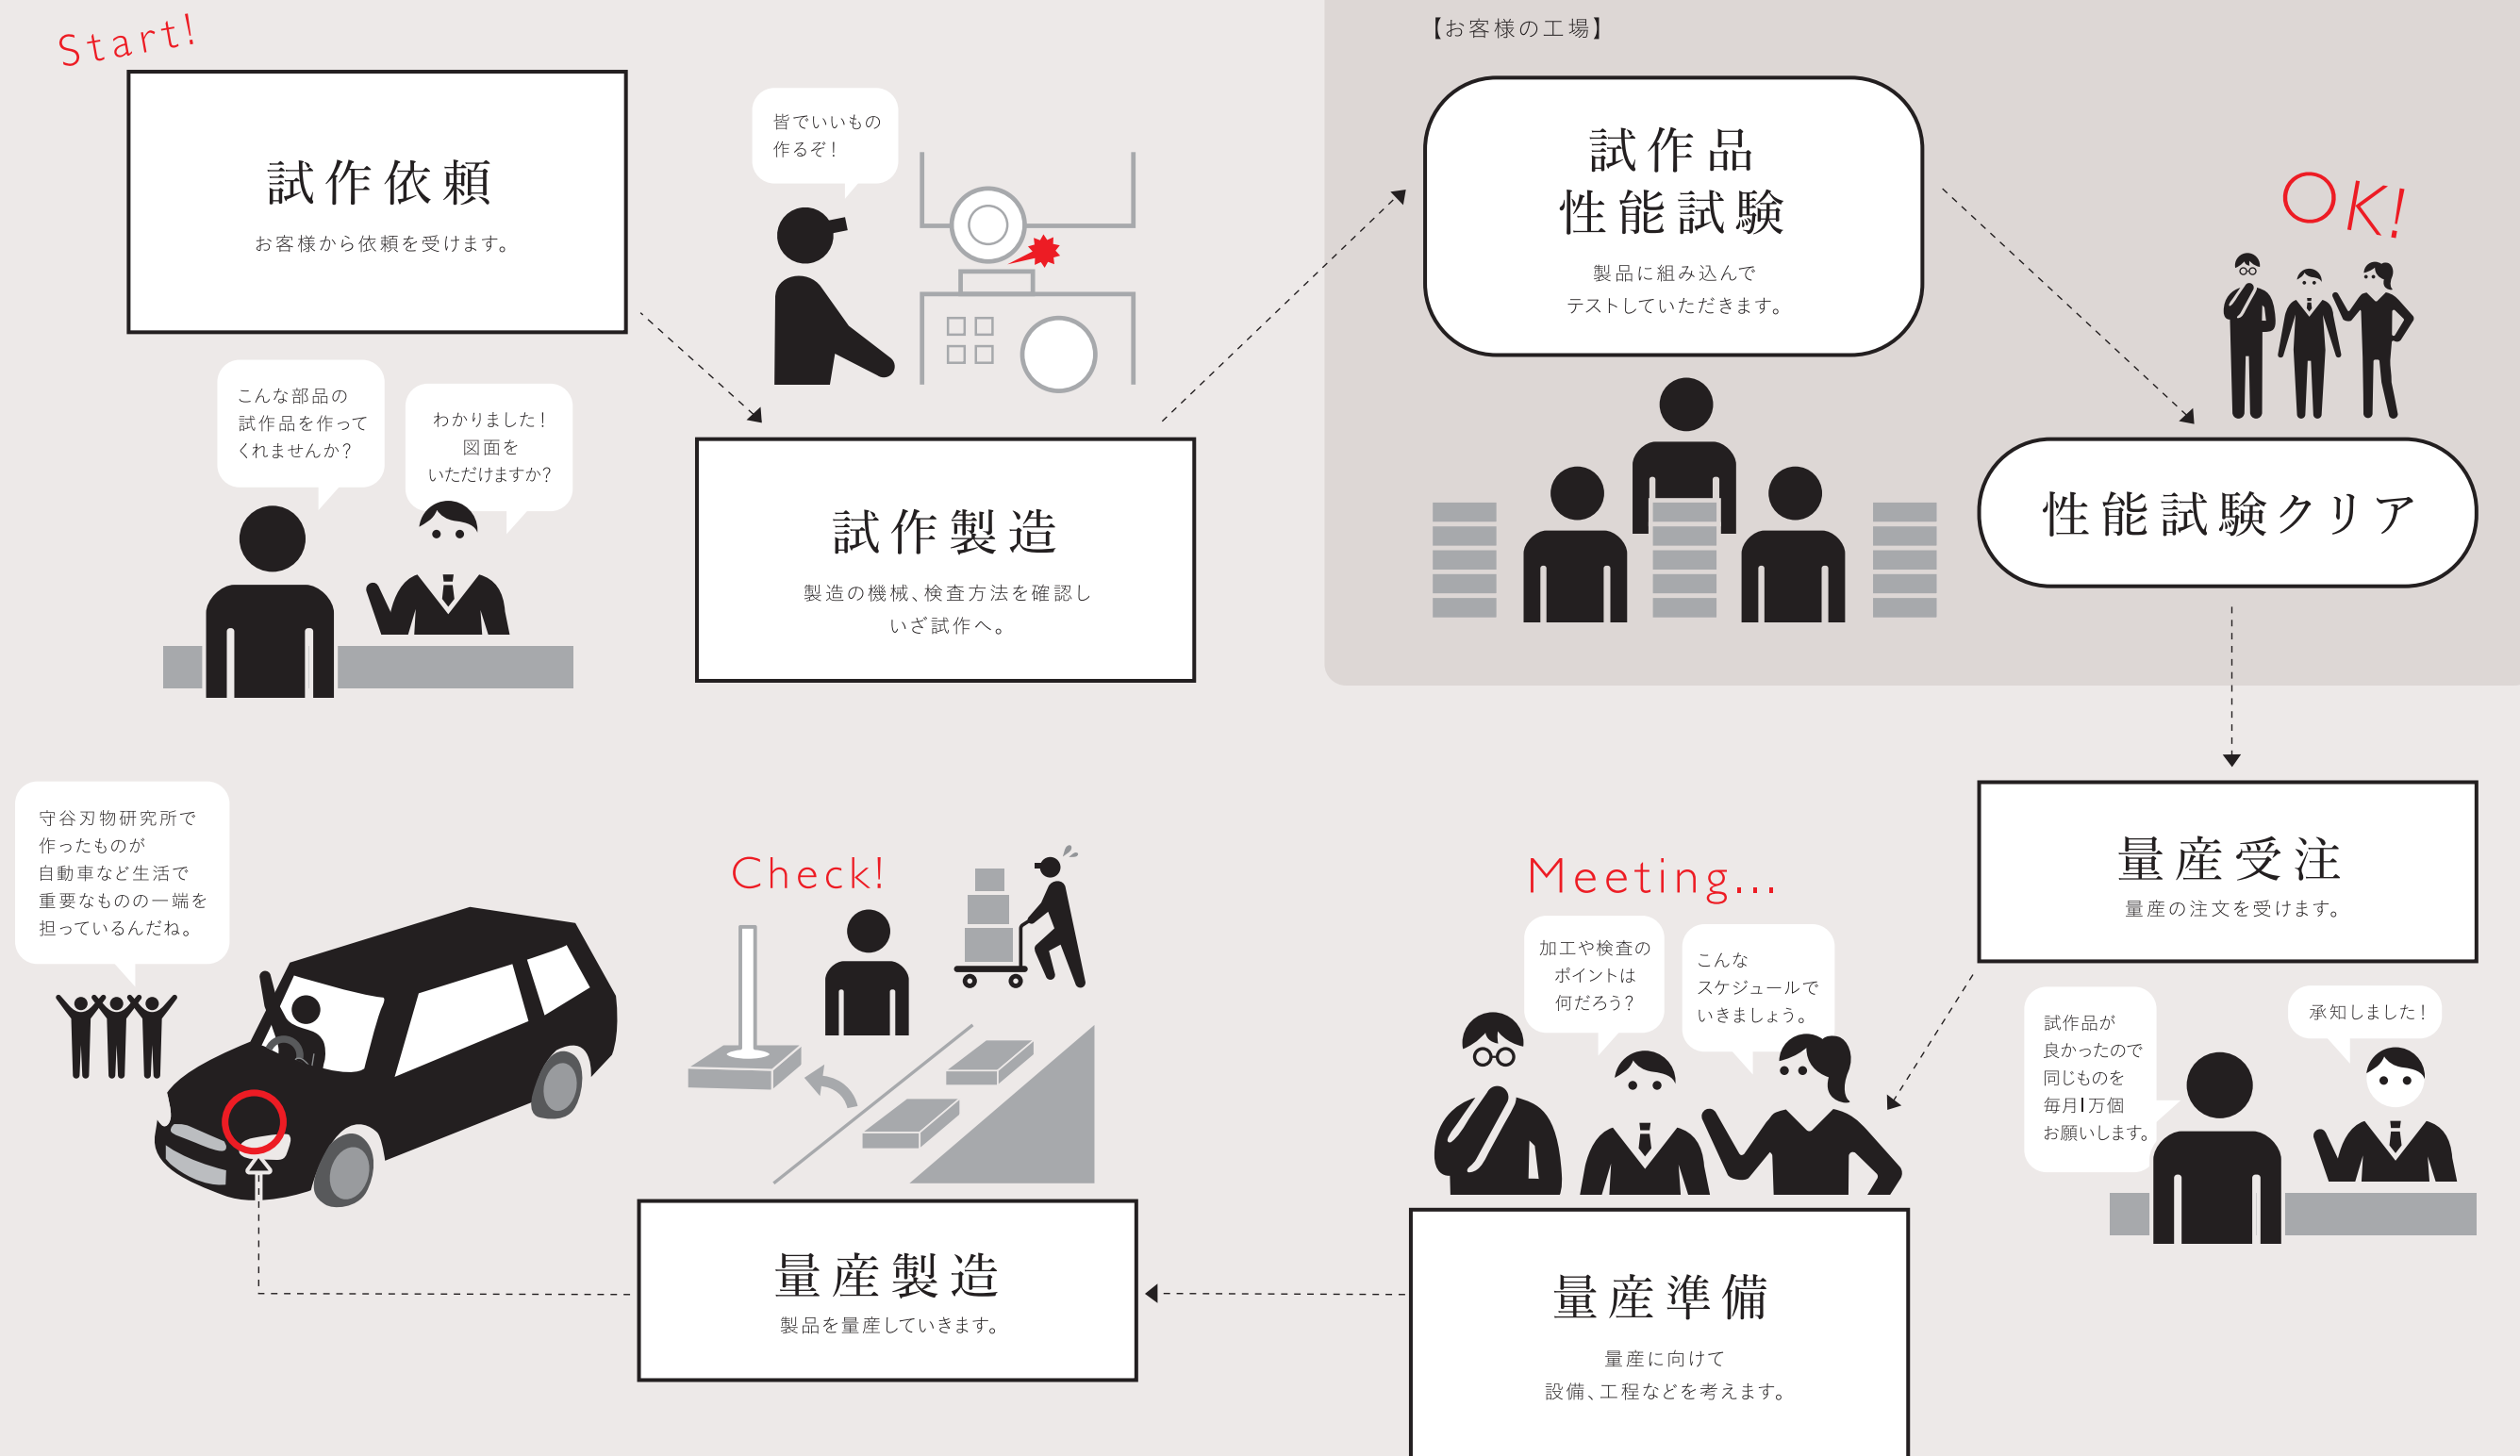 Start!
試作依頼
お客様から依頼を受けます。
こんな部品の
試作品を作って
くれませんか?
わかりました!
図面を
いただけますか?
皆でいいもの
作るぞ!
試作製造
製造の機械、検査方法を確認し
いざ試作へ。
【お客様の工場】
試作品
性能試験
製品に組み込んで
テストしていただきます。
OK!
性能試験クリア
量産受注
量産の注文を受けます。
試作品が
良かったので
同じものを
毎月1万個
お願いします。
承知しました!
Meeting...
加工や検査の
ポイントは
何だろう?
こんな
スケジュールで
いきましょう。
量産準備
量産に向けて
設備、工程などを考えます。
Check!
量産製造
製品を量産していきます。
守谷刃物研究所で
作ったものが
自動車など生活で
重要なものの一端を
担っているんだね。